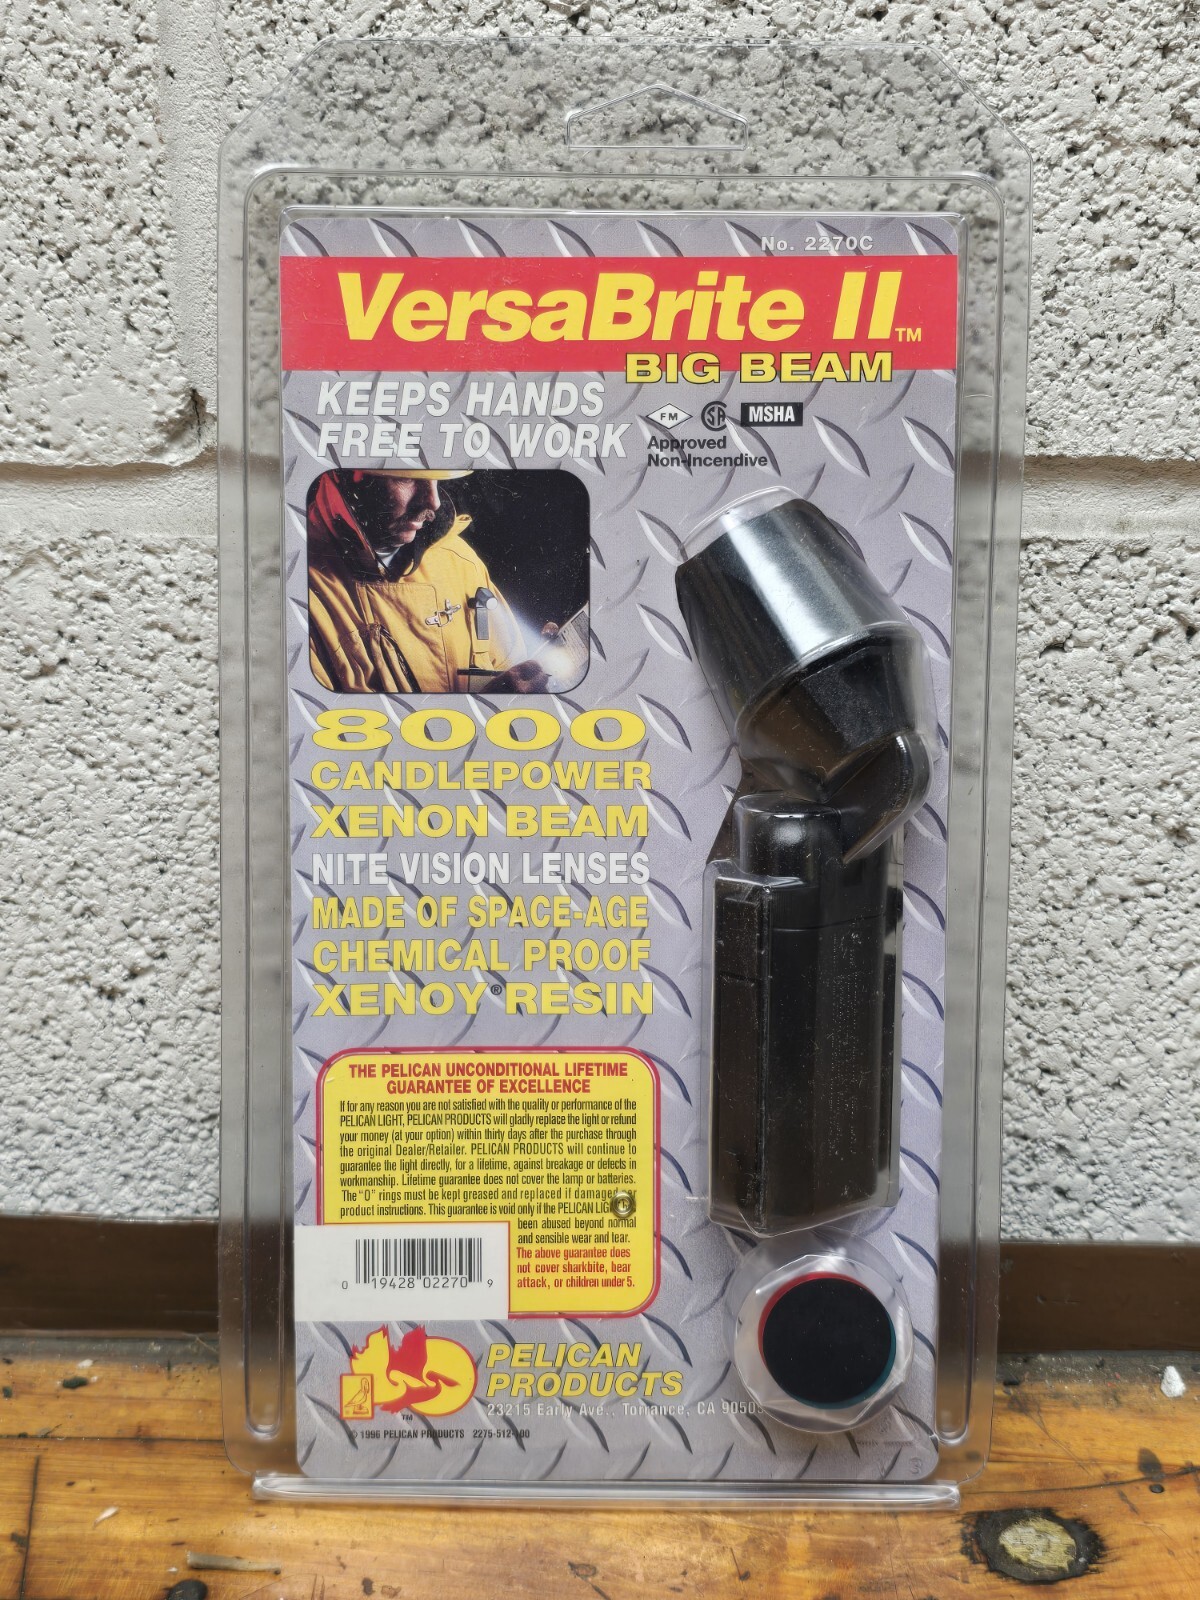 No. 2270C
VersaBrite II™
BIG BEAM
KEEPS HANDS
FREE TO WORK
FM SA MSHA
Approved
Non-Incendive
8000
CANDLEPOWER
XENON BEAM
NITE VISION LENSES
MADE OF SPACE-AGE
CHEMICAL PROOF
XENOY® RESIN
THE PELICAN UNCONDITIONAL LIFETIME
GUARANTEE OF EXCELLENCE
If for any reason you are not satisfied with the quality or performance of the
PELICAN LIGHT, PELICAN PRODUCTS will gladly replace the light or refund
your money (at your option) within thirty days after the purchase through
the original Dealer/Retailer. PELICAN PRODUCTS will continue to
guarantee the light directly, for a lifetime, against breakage or defects in
workmanship. Lifetime guarantee does not cover the lamp or batteries.
The "O" rings must be kept greased and replaced if damaged
product instructions. This guarantee is void only if the PELICAN
been abused beyond normal
and sensible wear and tear.
The above guarantee does
not cover sharkbite, bear
attack, or children under 5.
0 19428 02270 9
PELICAN
PRODUCTS
TM
23215 Early Ave., Torrance, CA 90505
© 1996 PELICAN PRODUCTS 2275-512-
3